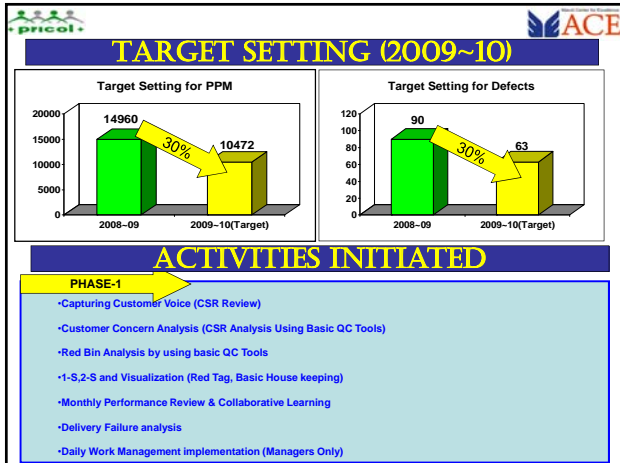 pricol
Maruti Center for Excellence
ACE
TARGET SETTING (2009~10)
Target Setting for PPM
20000
15000
10000
5000
0
14960
30%
10472
2008~09
2009~10(Target)
Target Setting for Defects
120
100
80
60
40
20
0
90
30%
63
2008~09
2009~10(Target)
ACTIVITIES INITIATED
PHASE-1
•Capturing Customer Voice (CSR Review)
•Customer Concern Analysis (CSR Analysis Using Basic QC Tools)
•Red Bin Analysis by using basic QC Tools
•1-S,2-S and Visualization (Red Tag, Basic House keeping)
•Monthly Performance Review & Collaborative Learning
•Delivery Failure analysis
•Daily Work Management implementation (Managers Only)